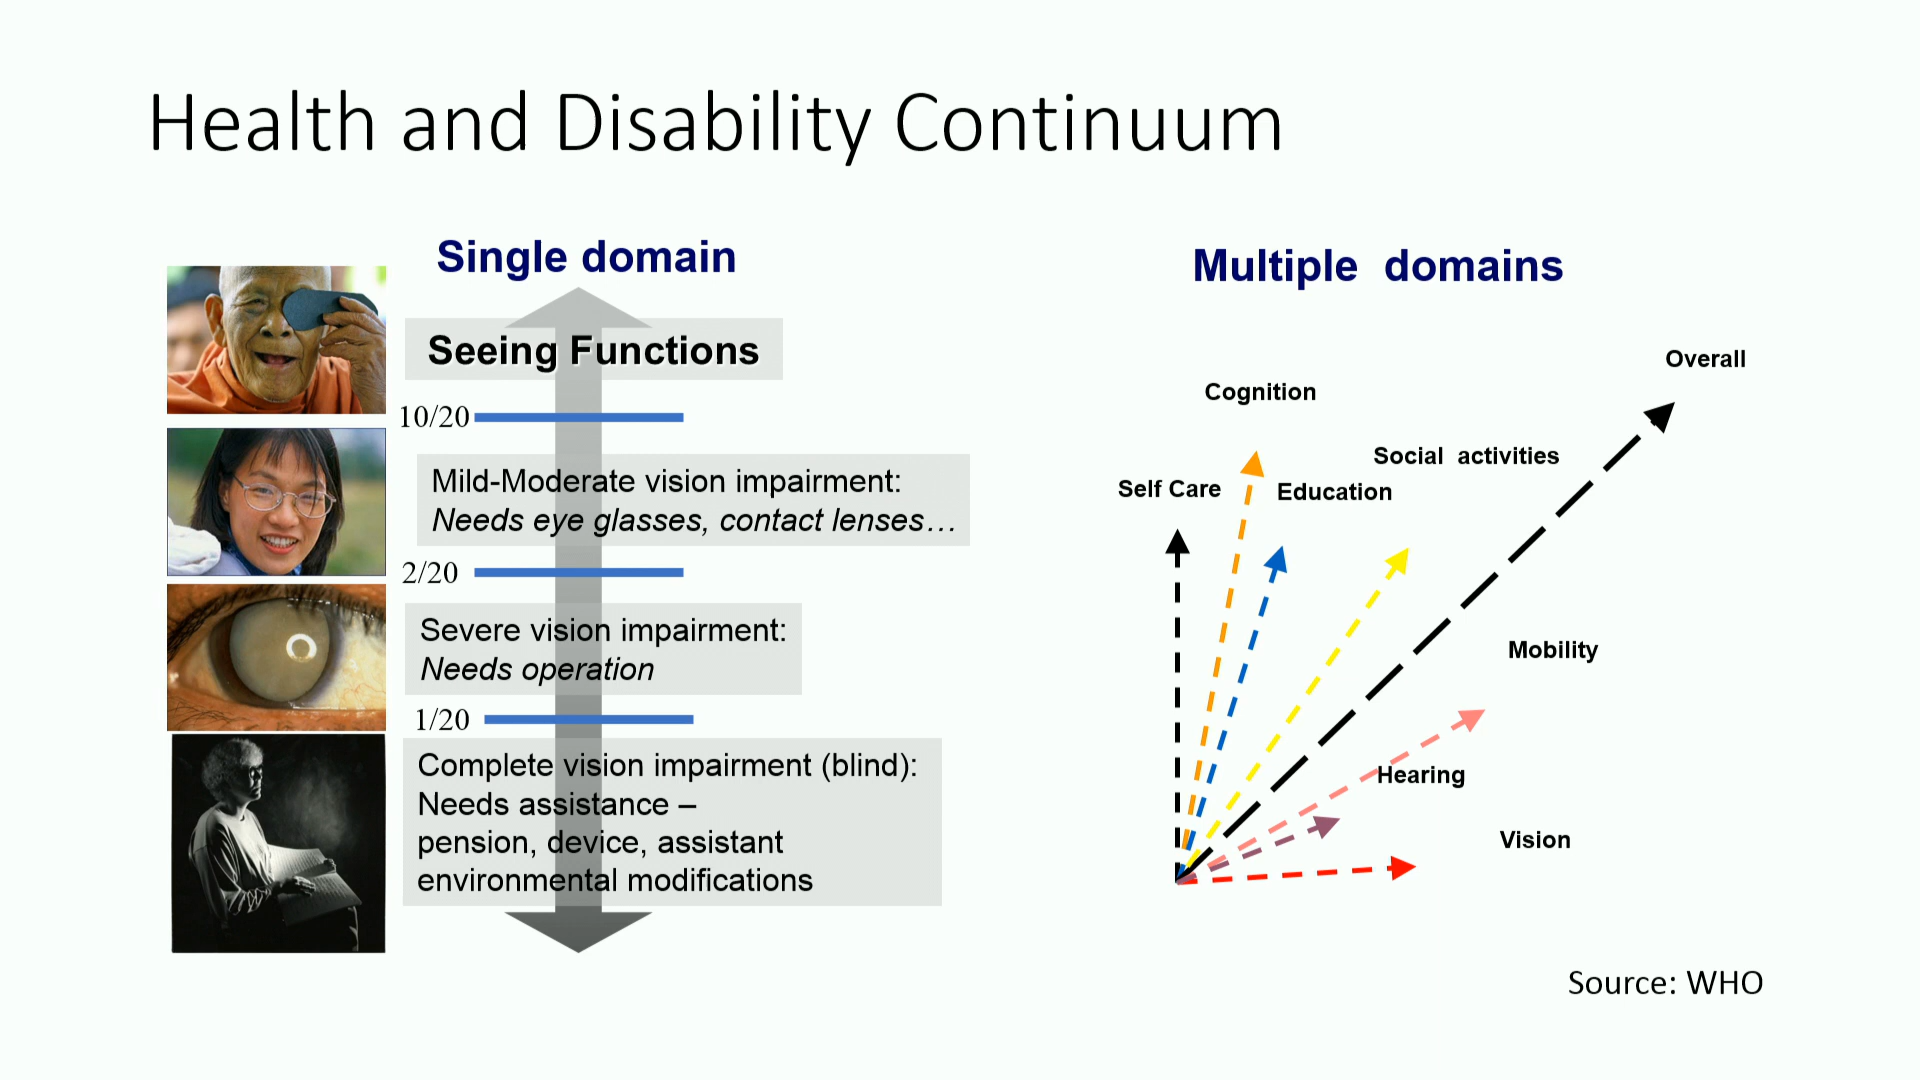 Health and Disability Continuum
Single domain
Seeing Functions
10/20
Mild-Moderate vision impairment:
Needs eye glasses, contact lenses…
2/20
Severe vision impairment:
Needs operation
1/20
Complete vision impairment (blind):
Needs assistance –
pension, device, assistant
environmental modifications
Multiple domains
Overall
Cognition
Social activities
Self Care
Education
Mobility
Hearing
Vision
Source: WHO